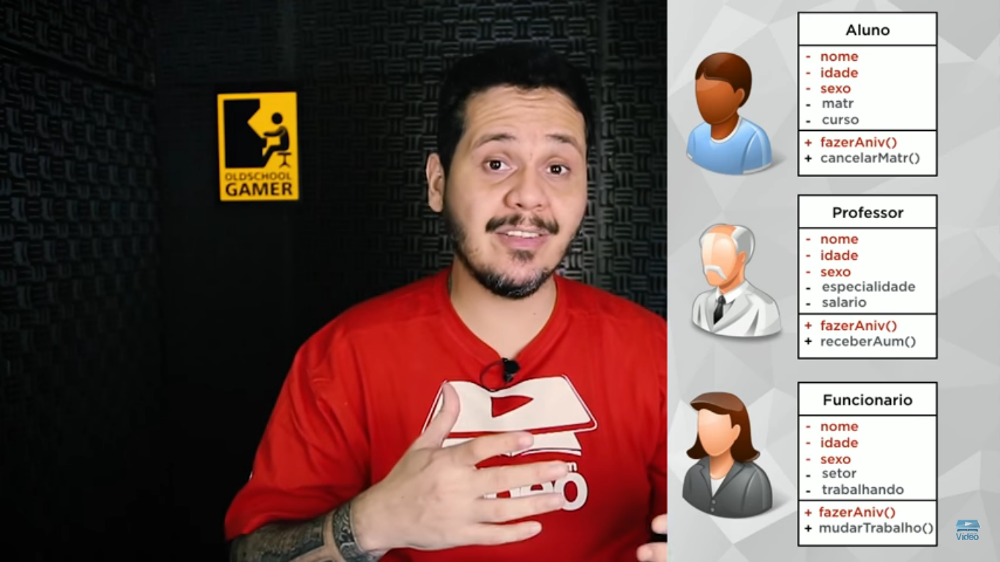 OLDSCHOOL
GAMER
Aluno
- nome
- idade
- sexo
- matr
- curso
+ fazerAniv()
+ cancelarMatr()
Professor
- nome
- idade
- sexo
- especialidade
- salario
+ fazerAniv()
+ receberAum()
Funcionario
- nome
- idade
- sexo
- setor
- trabalhando
+ fazerAniv()
+ mudarTrabalho()
Vídeo